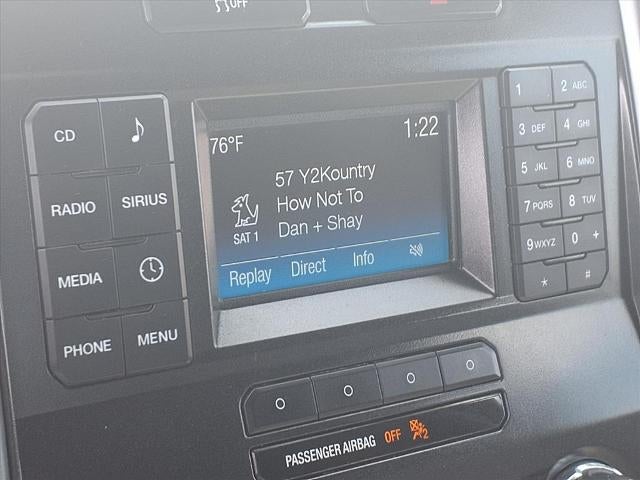 OFF
CD
RADIO
SIRIUS
MEDIA
PHONE
MENU
76°F
1:22
57 Y2Kountry
How Not To
Dan + Shay
SAT 1
Replay Direct Info
1
2 ABC
3 DEF
4 GHI
5 JKL
6 MNO
7 PQRS
8 TUV
9 WXYZ
0 +
*
#
PASSENGER AIRBAG OFF 2